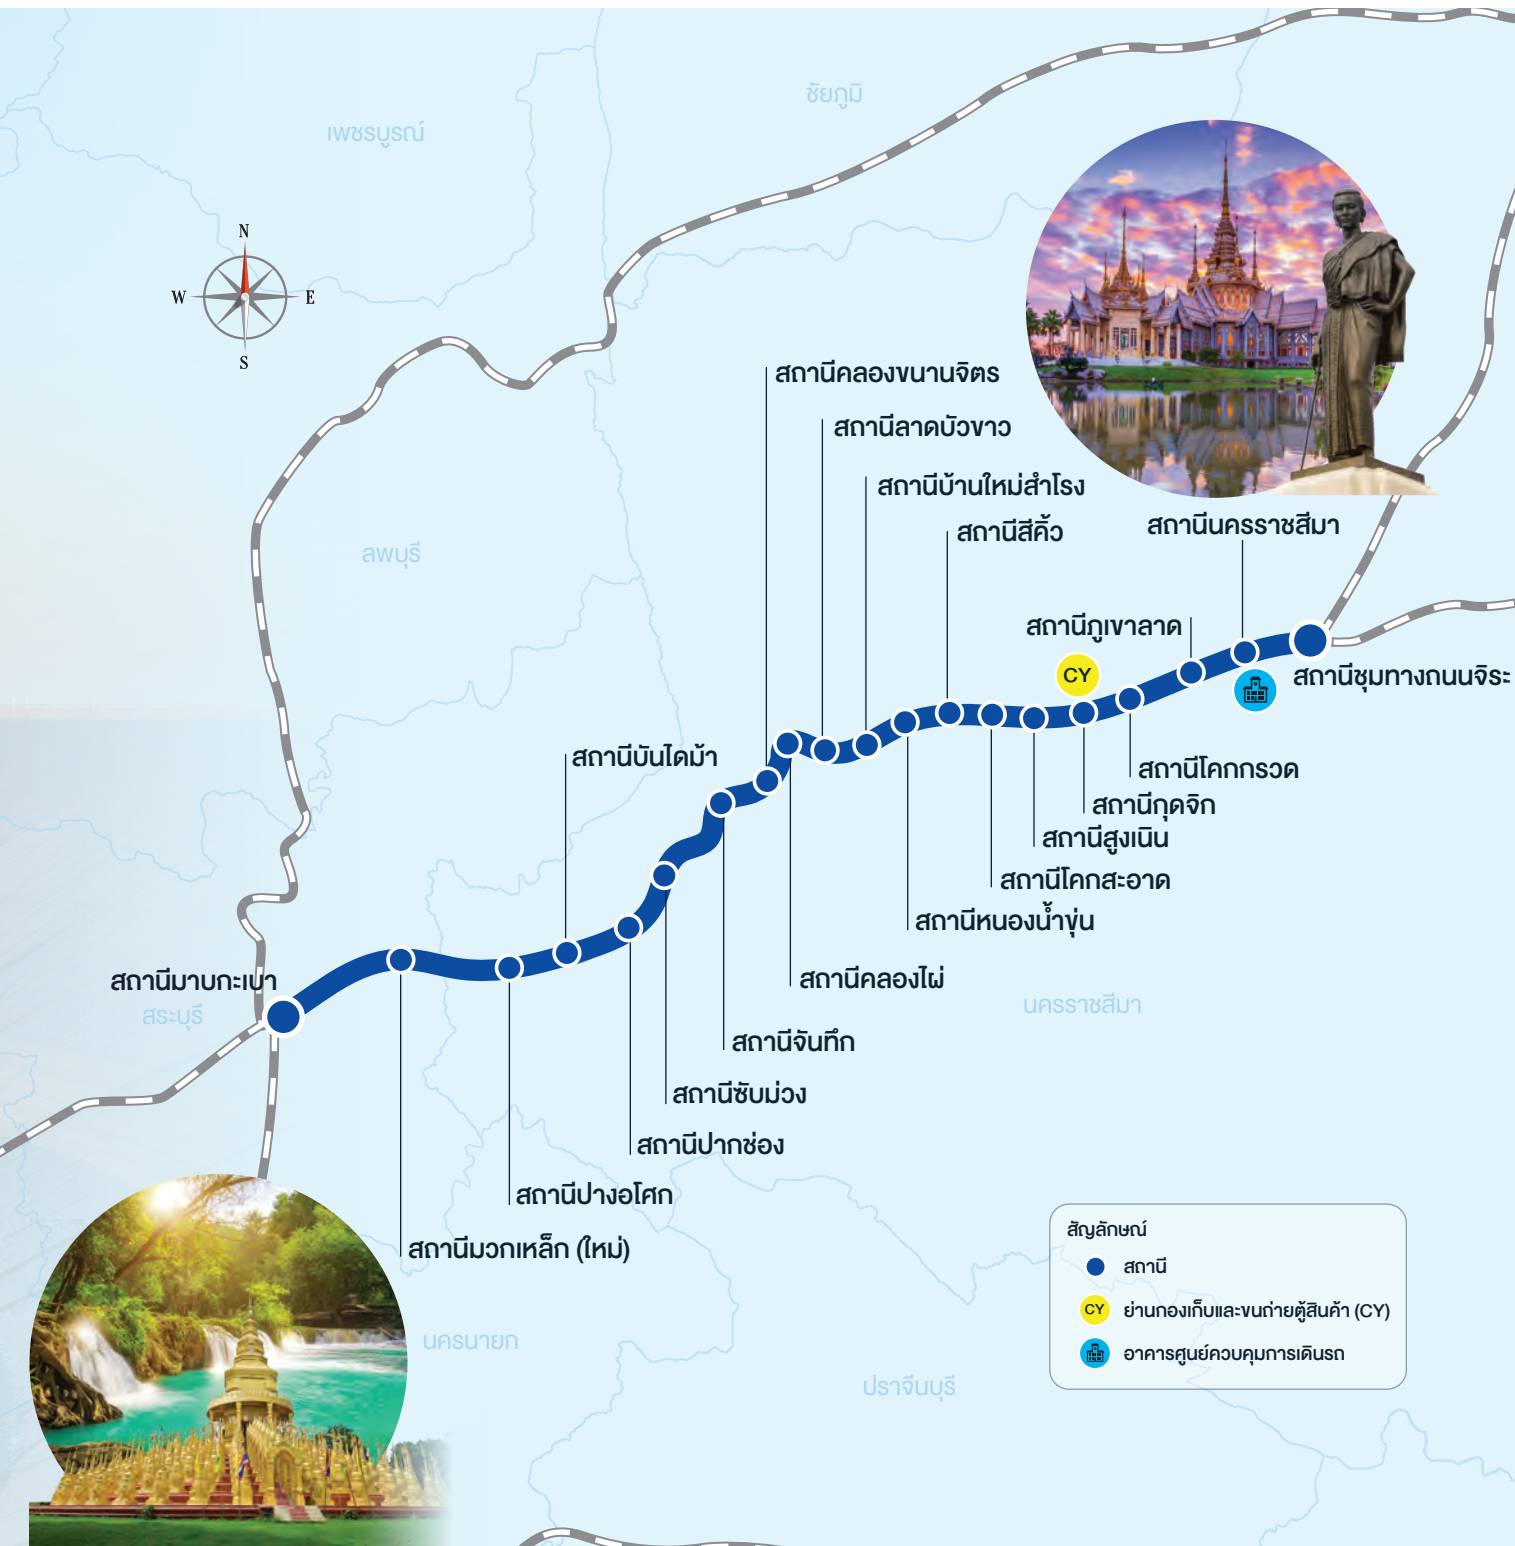 ชัยภูมิ
เพชรบูรณ์
N
W
E
S
สถานีคลองขนานจิตร
สถานีลาดบัวขาว
สถานีบ้านใหม่สำโรง
สถานีสีคิ้ว
สถานีนครราชสีมา
ลพบุรี
สถานีภูเขาลาด
CY
สถานีชุมทางถนนจิระ
สถานีบันไดม้า
สถานีโคกกรวด
สถานีกุดจิก
สถานีสูงเนิน
สถานีโคกสะอาด
สถานีหนองน้ำขุ่น
สถานีมาบกะเบา
สถานีคลองไผ่
สระบุรี
นครราชสีมา
สถานีจันทึก
สถานีซับม่วง
สถานีปากช่อง
สถานีปางอโศก
สถานีมวกเหล็ก (ใหม่)
สัญลักษณ์
สถานี
CY ย่านกองเก็บและขนถ่ายตู้สินค้า (CY)
อาคารศูนย์ควบคุมการเดินรถ
นครนายก
ปราจีนบุรี